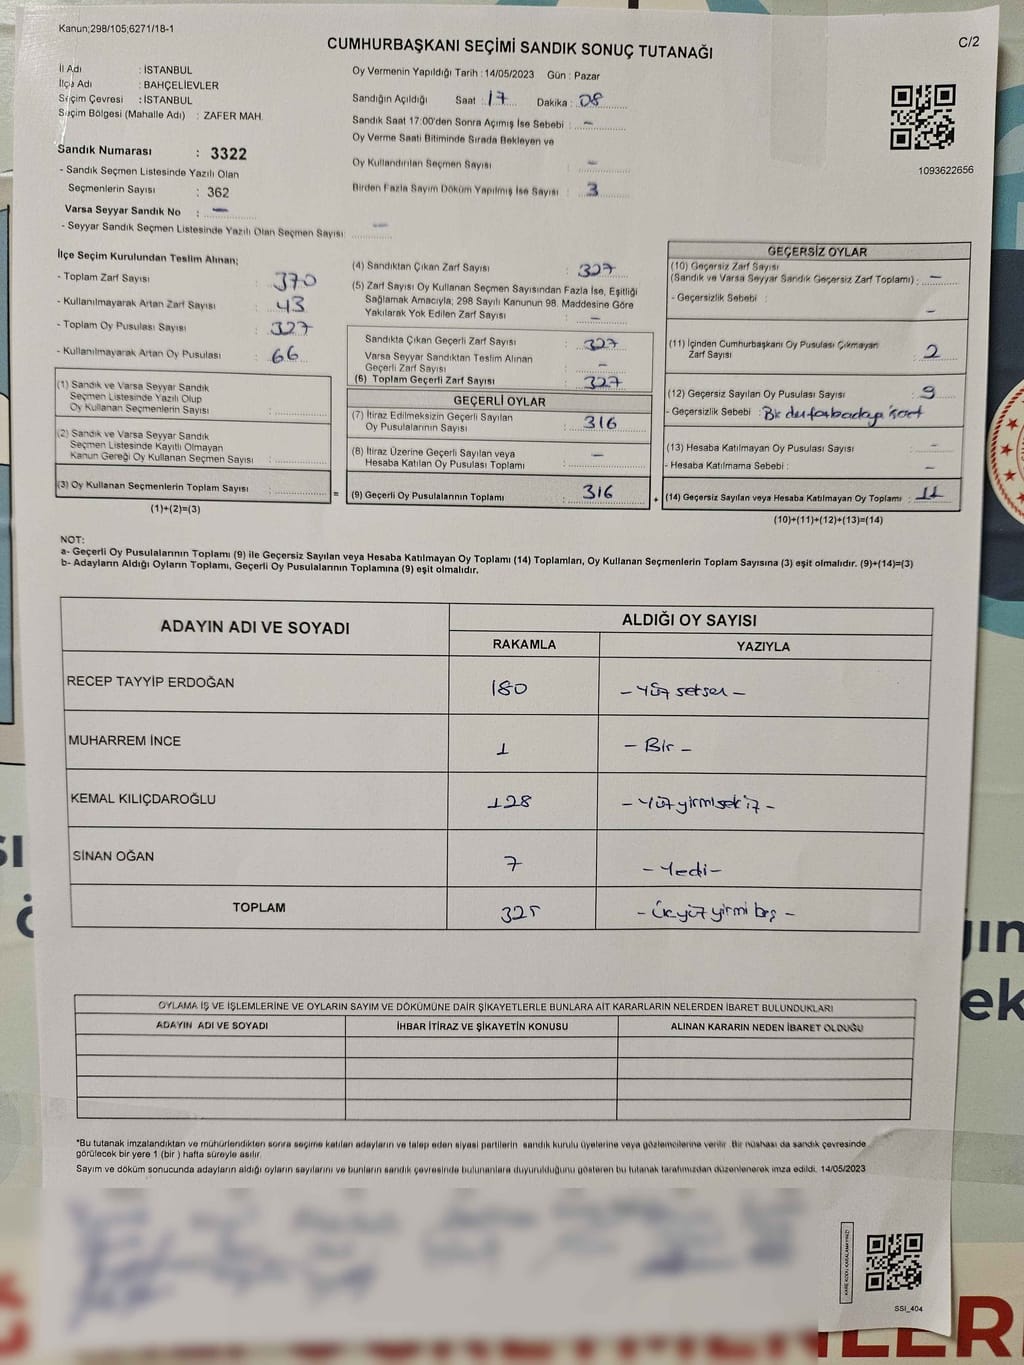 Kanun;298/105;6271/18-1
C/2
CUMHURBAŞKANI SEÇİMİ SANDIK SONUÇ TUTANAĞI
İl Adı : İSTANBUL
İlçe Adı : BAHÇELİEVLER
Seçim Çevresi : İSTANBUL
Seçim Bölgesi (Mahalle Adı) : ZAFER MAH.
Sandık Numarası : 3322
- Sandık Seçmen Listesinde Yazılı Olan
Seçmenlerin Sayısı : 362
Varsa Seyyar Sandık No : -
- Seyyar Sandık Seçmen Listesinde Yazılı Olan Seçmen Sayısı: -
Oy Vermenin Yapıldığı Tarih : 14/05/2023 Gün : Pazar
Sandığın Açıldığı Saat : 17 Dakika : 08
Sandık Saat 17:00'den Sonra Açımış İse Sebebi : -
Oy Verme Saati Bitiminde Sırada Bekleyen ve
Oy Kullandırılan Seçmen Sayısı : -
Birden Fazla Sayım Döküm Yapılmış İse Sayısı : 3
1093622656
İlçe Seçim Kurulundan Teslim Alınan;
- Toplam Zarf Sayısı : 370
- Kullanılmayarak Artan Zarf Sayısı : 43
- Toplam Oy Pusulası Sayısı : 327
- Kullanılmayarak Artan Oy Pusulası : 66
(1) Sandık ve Varsa Seyyar Sandık
Seçmen Listesinde Yazılı Olup
Oy Kullanan Seçmenlerin Sayısı :
(2) Sandık ve Varsa Seyyar Sandık
Seçmen Listesinde Kayıtlı Olmayan
Kanun Gereği Oy Kullanan Seçmen Sayısı :
(3) Oy Kullanan Seçmenlerin Toplam Sayısı : =
(1)+(2)=(3)
(4) Sandıktan Çıkan Zarf Sayısı : 327
(5) Zarf Sayısı Oy Kullanan Seçmen Sayısından Fazla İse, Eşitliği
Sağlamak Amacıyla; 298 Sayılı Kanunun 98. Maddesine Göre
Yakılarak Yok Edilen Zarf Sayısı : -
Sandıkta Çıkan Geçerli Zarf Sayısı : 327
Varsa Seyyar Sandıktan Teslim Alınan
Geçerli Zarf Sayısı : -
(6) Toplam Geçerli Zarf Sayısı : 327
GEÇERLİ OYLAR
(7) İtiraz Edilmeksizin Geçerli Sayılan
Oy Pusulalarının Sayısı : 316
(8) İtiraz Üzerine Geçerli Sayılan veya
Hesaba Katılan Oy Pusulası Toplamı : -
(9) Geçerli Oy Pusulalarının Toplamı : 316 +
GEÇERSİZ OYLAR
(10) Geçersiz Zarf Sayısı
(Sandık ve Varsa Seyyar Sandık Geçersiz Zarf Toplamı) : -
- Geçersizlik Sebebi : -
(11) İçinden Cumhurbaşkanı Oy Pusulası Çıkmayan
Zarf Sayısı : 2
(12) Geçersiz Sayılan Oy Pusulası Sayısı : 9
- Geçersizlik Sebebi :
(13) Hesaba Katılmayan Oy Pusulası Sayısı : -
- Hesaba Katılmama Sebebi : -
(14) Geçersiz Sayılan veya Hesaba Katılmayan Oy Toplamı : 11
(10)+(11)+(12)+(13)=(14)
NOT:
a- Geçerli Oy Pusulalarının Toplamı (9) ile Geçersiz Sayılan veya Hesaba Katılmayan Oy Toplamı (14) Toplamları, Oy Kullanan Seçmenlerin Toplam Sayısına (3) eşit olmalıdır. (9)+(14)=(3)
b- Adayların Aldığı Oyların Toplamı, Geçerli Oy Pusulalarının Toplamına (9) eşit olmalıdır.
ADAYIN ADI VE SOYADI ALDIĞI OY SAYISI
RAKAMLA YAZIYLA
RECEP TAYYİP ERDOĞAN 180 - Yüz seksen -
MUHARREM İNCE 1 - Bir -
KEMAL KILIÇDAROĞLU 128 - Yüz yirmi sekiz -
SİNAN OĞAN 7 - Yedi -
TOPLAM 325 - Üçyüz yirmi beş -
OYLAMA İŞ VE İŞLEMLERİNE VE OYLARIN SAYIM VE DÖKÜMÜNE DAİR ŞİKAYETLERLE BUNLARA AİT KARARLARIN NELERDEN İBARET BULUNDUKLARI
ADAYIN ADI VE SOYADI İHBAR İTİRAZ VE ŞİKAYETİN KONUSU ALINAN KARARIN NEDEN İBARET OLDUĞU
*Bu tutanak imzalandıktan ve mühürlendikten sonra seçime katılan adayların ve talep eden siyasi partilerin sandık kurulu üyelerine veya gözlemcilerine verilir. Bir nüshası da sandık çevresinde
görülecek bir yere 1 (bir ) hafta süreyle asılır.
Sayım ve döküm sonucunda adayların aldığı oyların sayılarını ve bunların sandık çevresinde bulunanlara duyurulduğunu gösteren bu tutanak tarafımızdan düzenlenerek imza edildi. 14/05/2023
SSİ_404